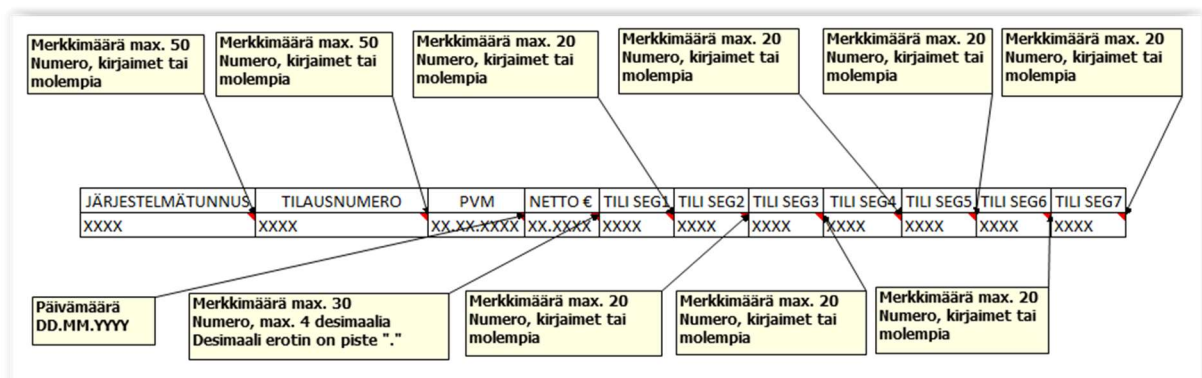 Merkkimäärä max. 50
Numero, kirjaimet tai
molempia
Merkkimäärä max. 50
Numero, kirjaimet tai
molempia
Merkkimäärä max. 20
Numero, kirjaimet tai
molempia
Merkkimäärä max. 20
Numero, kirjaimet tai
molempia
Merkkimäärä max. 20
Numero, kirjaimet tai
molempia
Merkkimäärä max. 20
Numero, kirjaimet tai
molempia
JÄRJESTELMÄTUNNUS TILAUSNUMERO PVM NETTO € TILI SEG1 TILI SEG2 TILI SEG3 TILI SEG4 TILI SEG5 TILI SEG6 TILI SEG7
XXXX XXXX XX.XX.XXXX XX.XXXX XXXX XXXX XXXX XXXX XXXX XXXX XXXX
Päivämäärä
DD.MM.YYYY
Merkkimäärä max. 30
Numero, max. 4 desimaalia
Desimaali erotin on piste "."
Merkkimäärä max. 20
Numero, kirjaimet tai
molempia
Merkkimäärä max. 20
Numero, kirjaimet tai
molempia
Merkkimäärä max. 20
Numero, kirjaimet tai
molempia